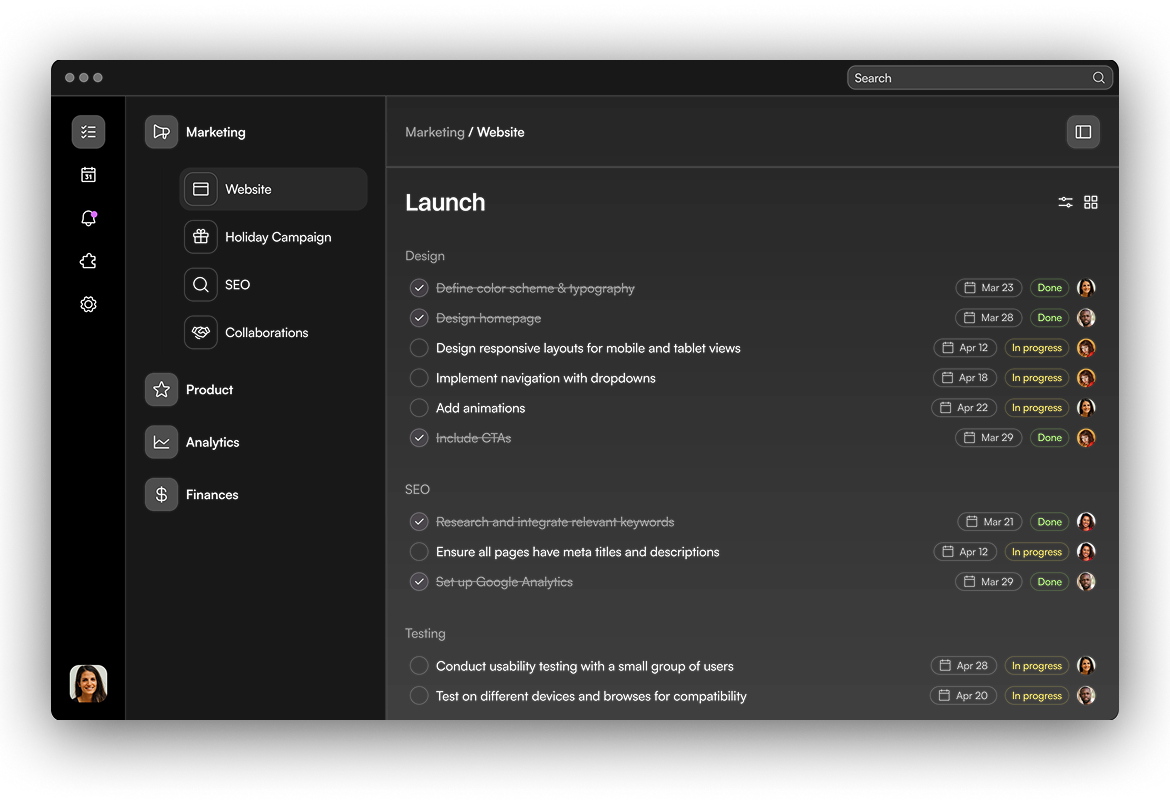 Search
Marketing
Website
Holiday Campaign
SEO
Collaborations
Product
Analytics
Finances
31
Marketing / Website
Launch
Design
Define color scheme & typography Mar 23 Done
Design homepage Mar 28 Done
Design responsive layouts for mobile and tablet views Apr 12 In progress
Implement navigation with dropdowns Apr 18 In progress
Add animations Apr 22 In progress
Include CTAs Mar 29 Done
SEO
Research and integrate relevant keywords Mar 21 Done
Ensure all pages have meta titles and descriptions Apr 12 In progress
Set up Google Analytics Mar 29 Done
Testing
Conduct usability testing with a small group of users Apr 28 In progress
Test on different devices and browses for compatibility Apr 20 In progress